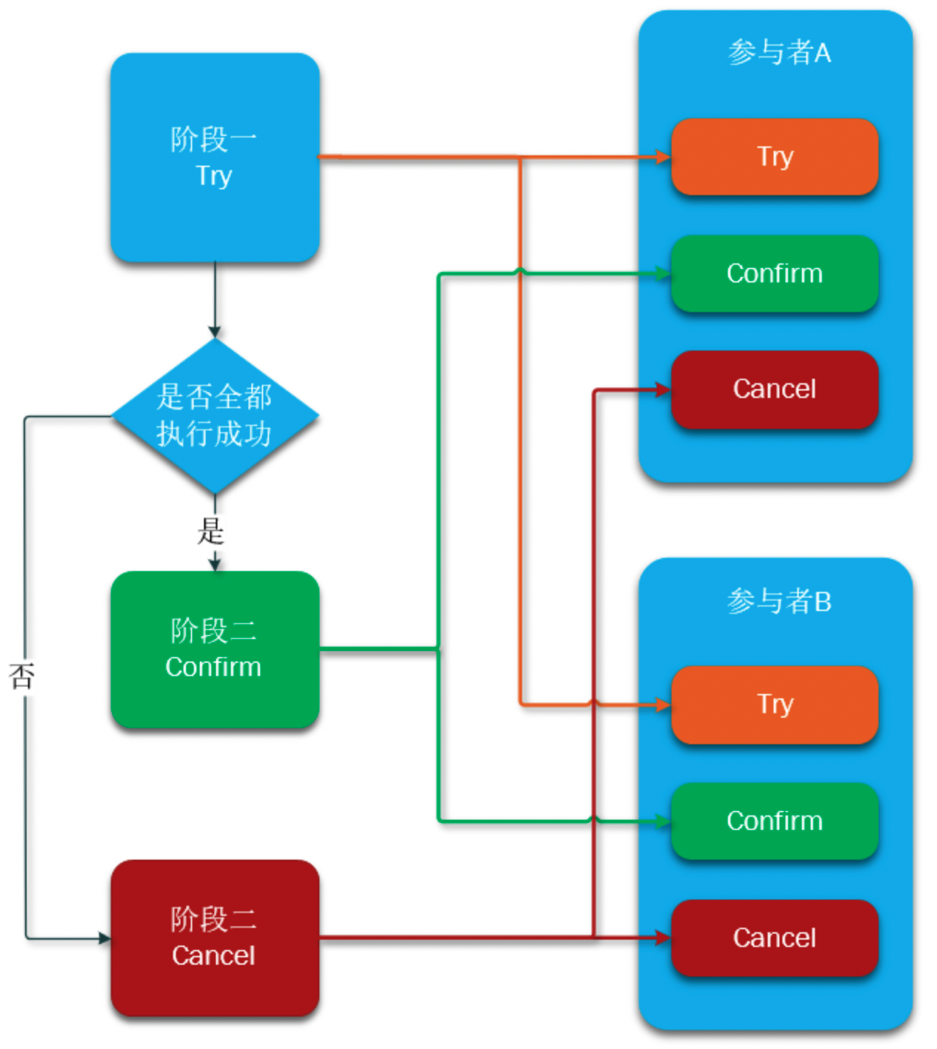 阶段一
Try
是否全都
执行成功
是
否
阶段二
Confirm
阶段二
Cancel
参与者A
Try
Confirm
Cancel
参与者B
Try
Confirm
Cancel